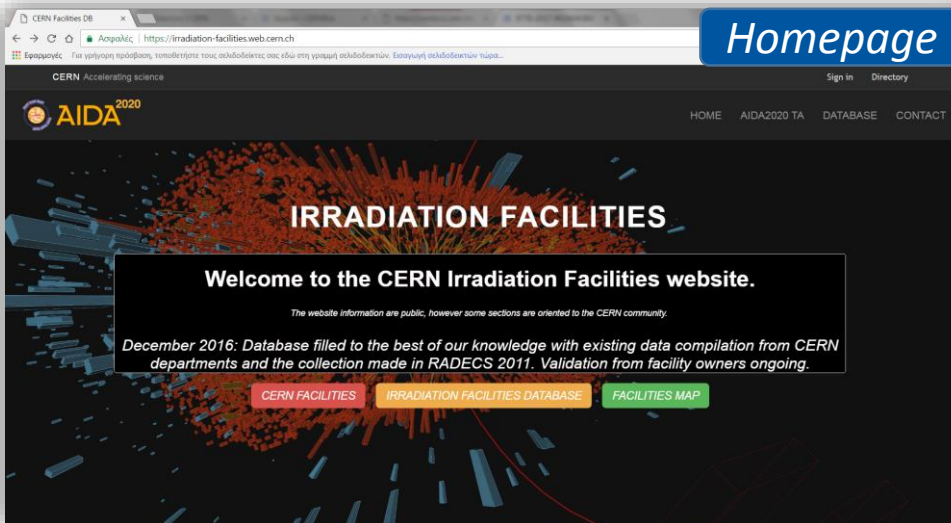 Homepage
CERN Facilities DB
Ασφαλές | https://irradiation-facilities.web.cern.ch
Εφαρμογές Για γρήγορη πρόσβαση, τοποθετήστε τους σελιδοδείκτες σας εδώ στη γραμμή σελιδοδεικτών. Εισαγωγή σελιδοδεικτών τώρα...
CERN Accelerating science
Sign in Directory
AIDA2020
HOME AIDA2020 TA DATABASE CONTACT
IRRADIATION FACILITIES
Welcome to the CERN Irradiation Facilities website.
The website information are public, however some sections are oriented to the CERN community.
December 2016: Database filled to the best of our knowledge with existing data compilation from CERN
departments and the collection made in RADECS 2011. Validation from facility owners ongoing.
CERN FACILITIES IRRADIATION FACILITIES DATABASE FACILITIES MAP